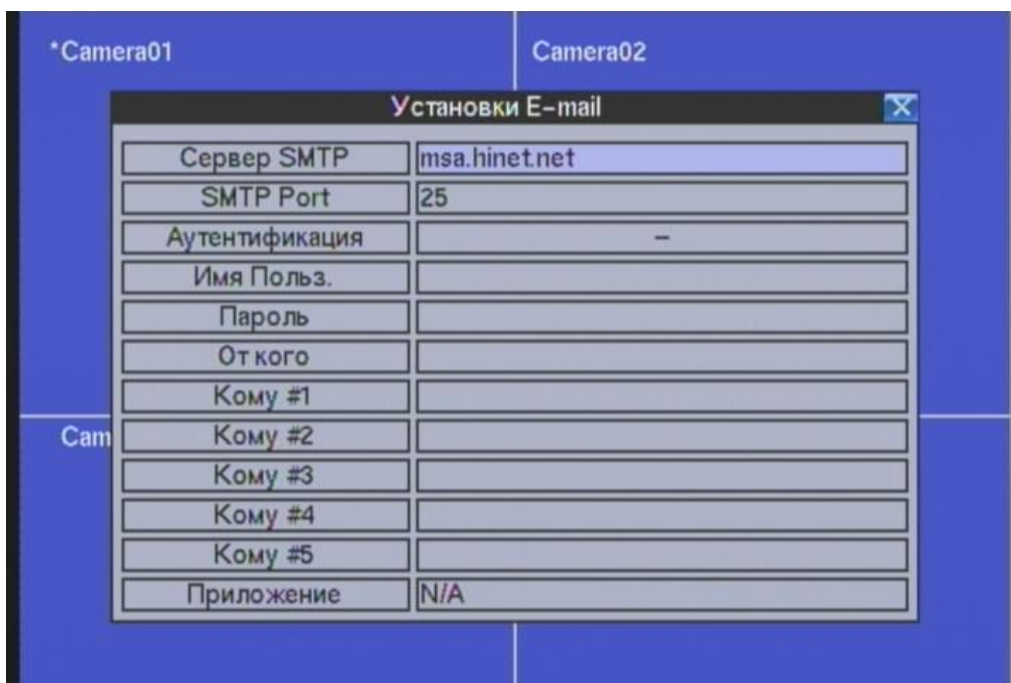 *Camera01
Camera02
Установки E-mail
Сервер SMTP msa.hinet.net
SMTP Port 25
Аутентификация –
Имя Польз.
Пароль
От кого
Кому #1
Cam
Кому #2
Кому #3
Кому #4
Кому #5
Приложение N/A